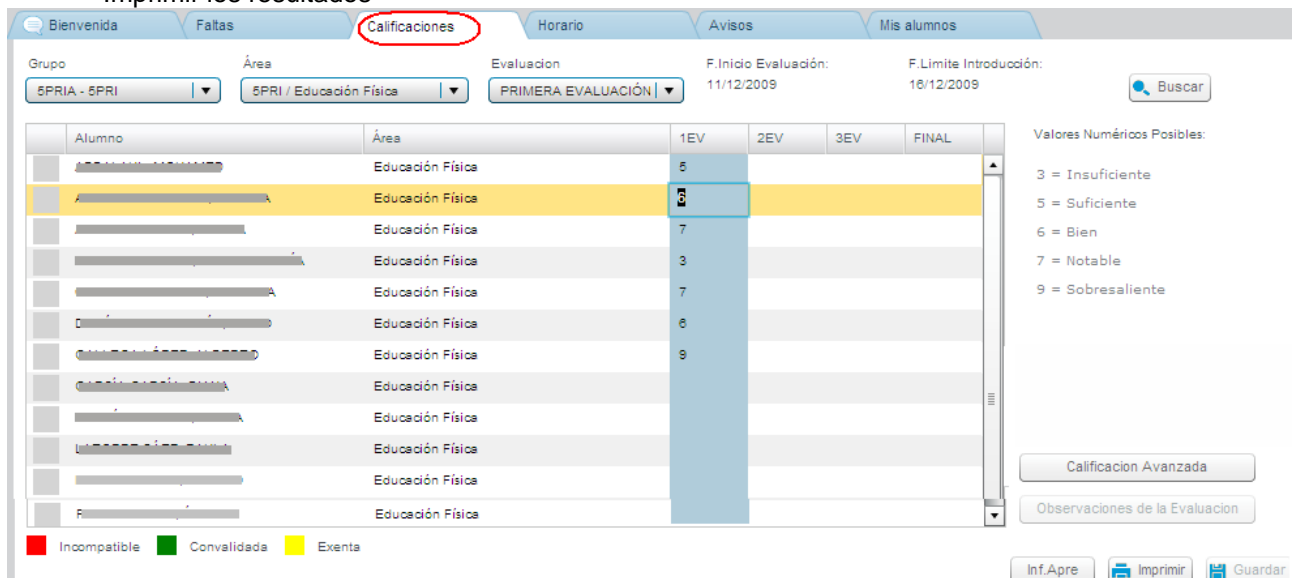 Imprimir los resultados
Bienvenida Faltas Calificaciones Horario Avisos Mis alumnos
Grupo Área Evaluacion F.Inicio Evaluación: F.Limite Introducción:
5PRIA - 5PRI 5PRI / Educación Física PRIMERA EVALUACIÓN 11/12/2009 16/12/2009 Buscar
Alumno Área 1EV 2EV 3EV FINAL Valores Numéricos Posibles:
Educación Física 5
3 = Insuficiente
Educación Física 6
5 = Suficiente
Educación Física 7
6 = Bien
Educación Física 3
7 = Notable
Educación Física 7
9 = Sobresaliente
Educación Física 6
Educación Física 9
Educación Física
Educación Física
Educación Física
Educación Física
Educación Física
Calificacion Avanzada
Observaciones de la Evaluacion
Incompatible Convalidada Exenta
Inf.Apre Imprimir Guardar